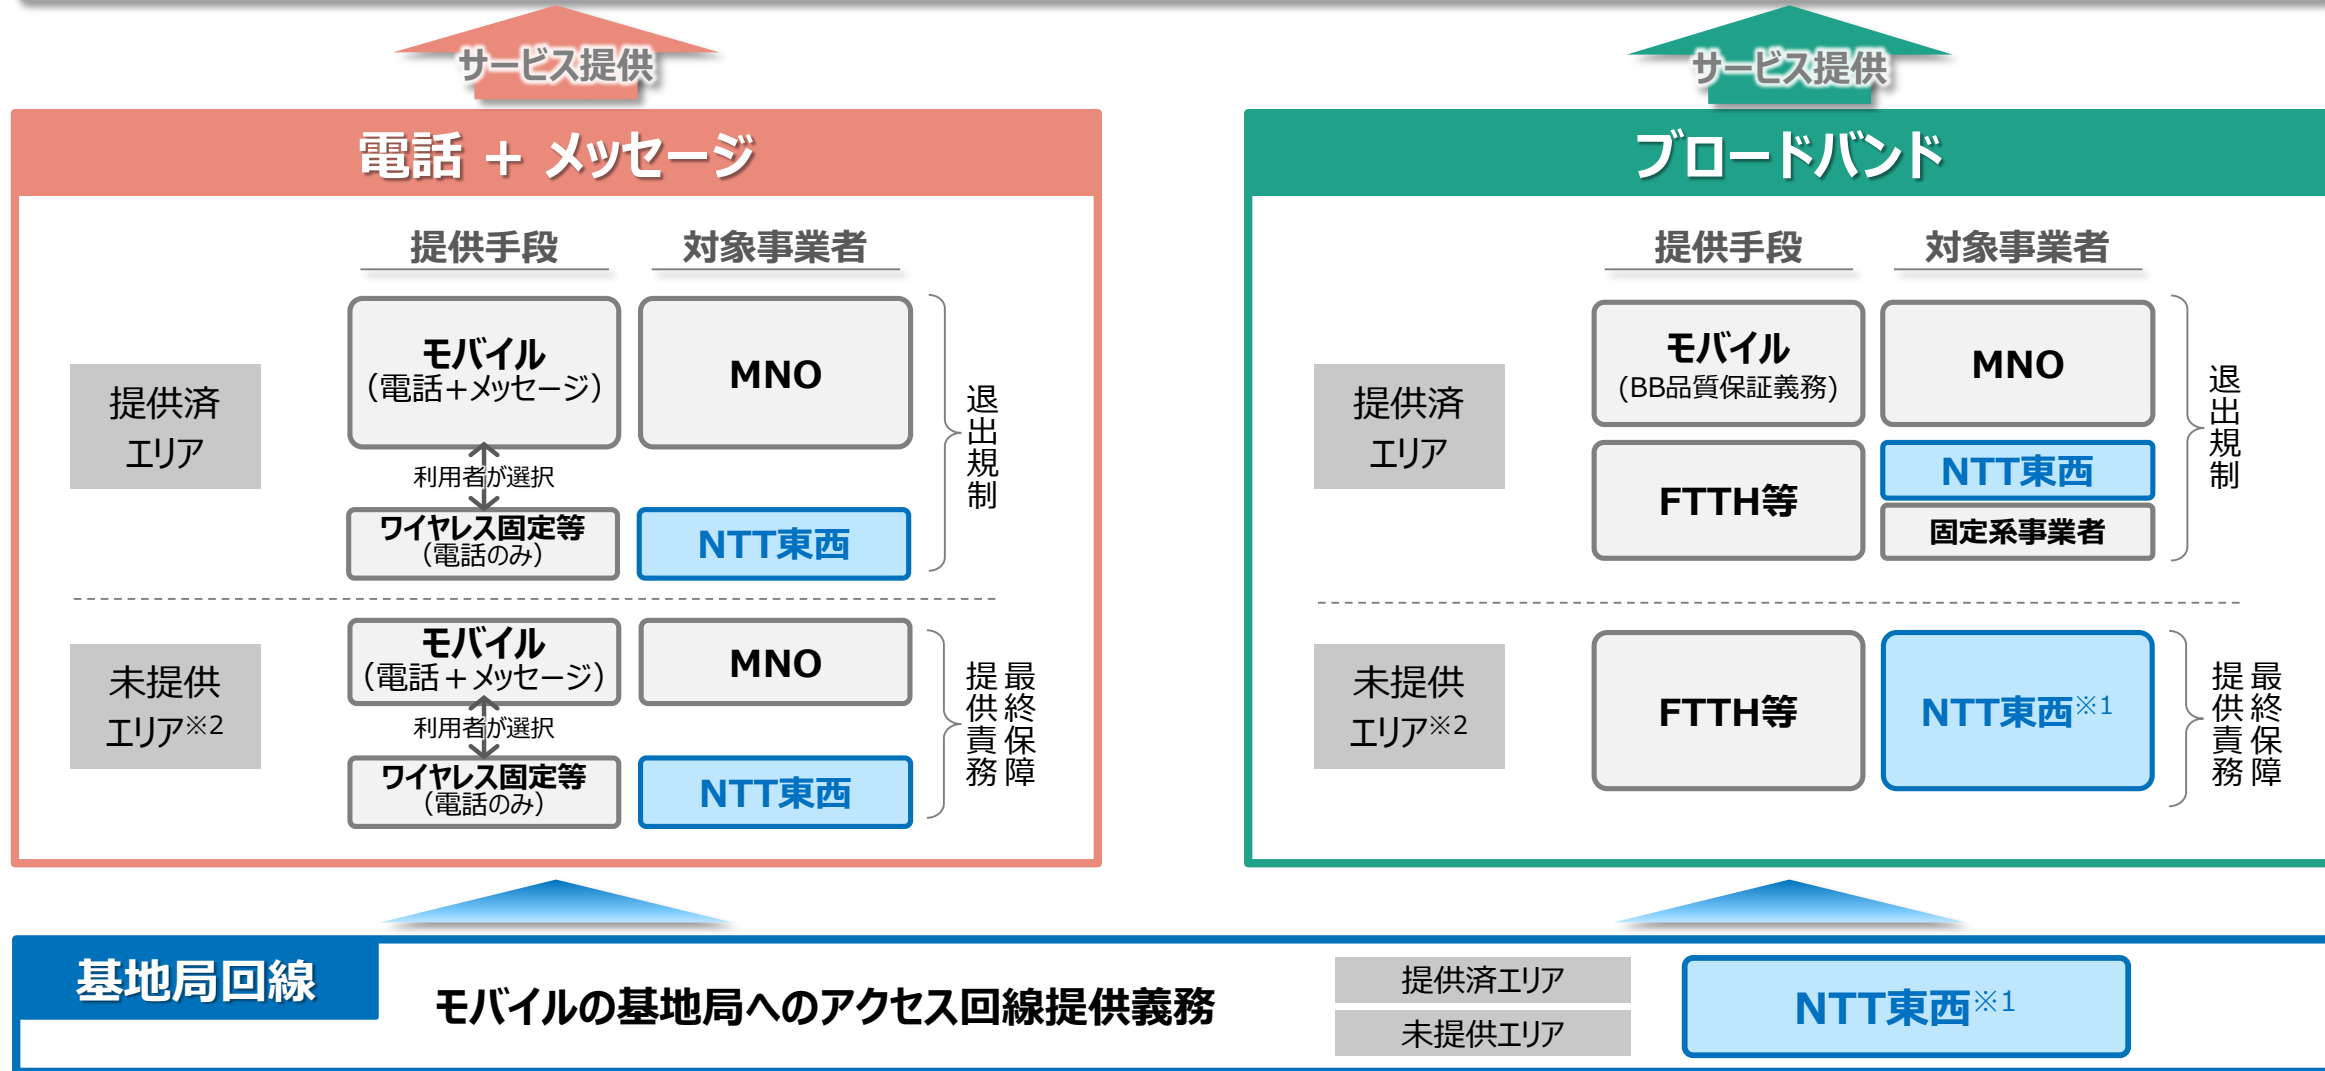 サービス提供
電話 + メッセージ
提供手段
対象事業者
提供済
エリア
モバイル
（電話+メッセージ）
MNO
利用者が選択
ワイヤレス固定等
（電話のみ）
NTT東西
退出規制
未提供
エリア※2
モバイル
（電話 + メッセージ）
MNO
利用者が選択
ワイヤレス固定等
（電話のみ）
NTT東西
最終保障
提供責務
サービス提供
ブロードバンド
提供手段
対象事業者
提供済
エリア
モバイル
(BB品質保証義務)
MNO
FTTH等
NTT東西
固定系事業者
退出規制
未提供
エリア※2
FTTH等
NTT東西※1
最終保障
提供責務
基地局回線
モバイルの基地局へのアクセス回線提供義務
提供済エリア
未提供エリア
NTT東西※1